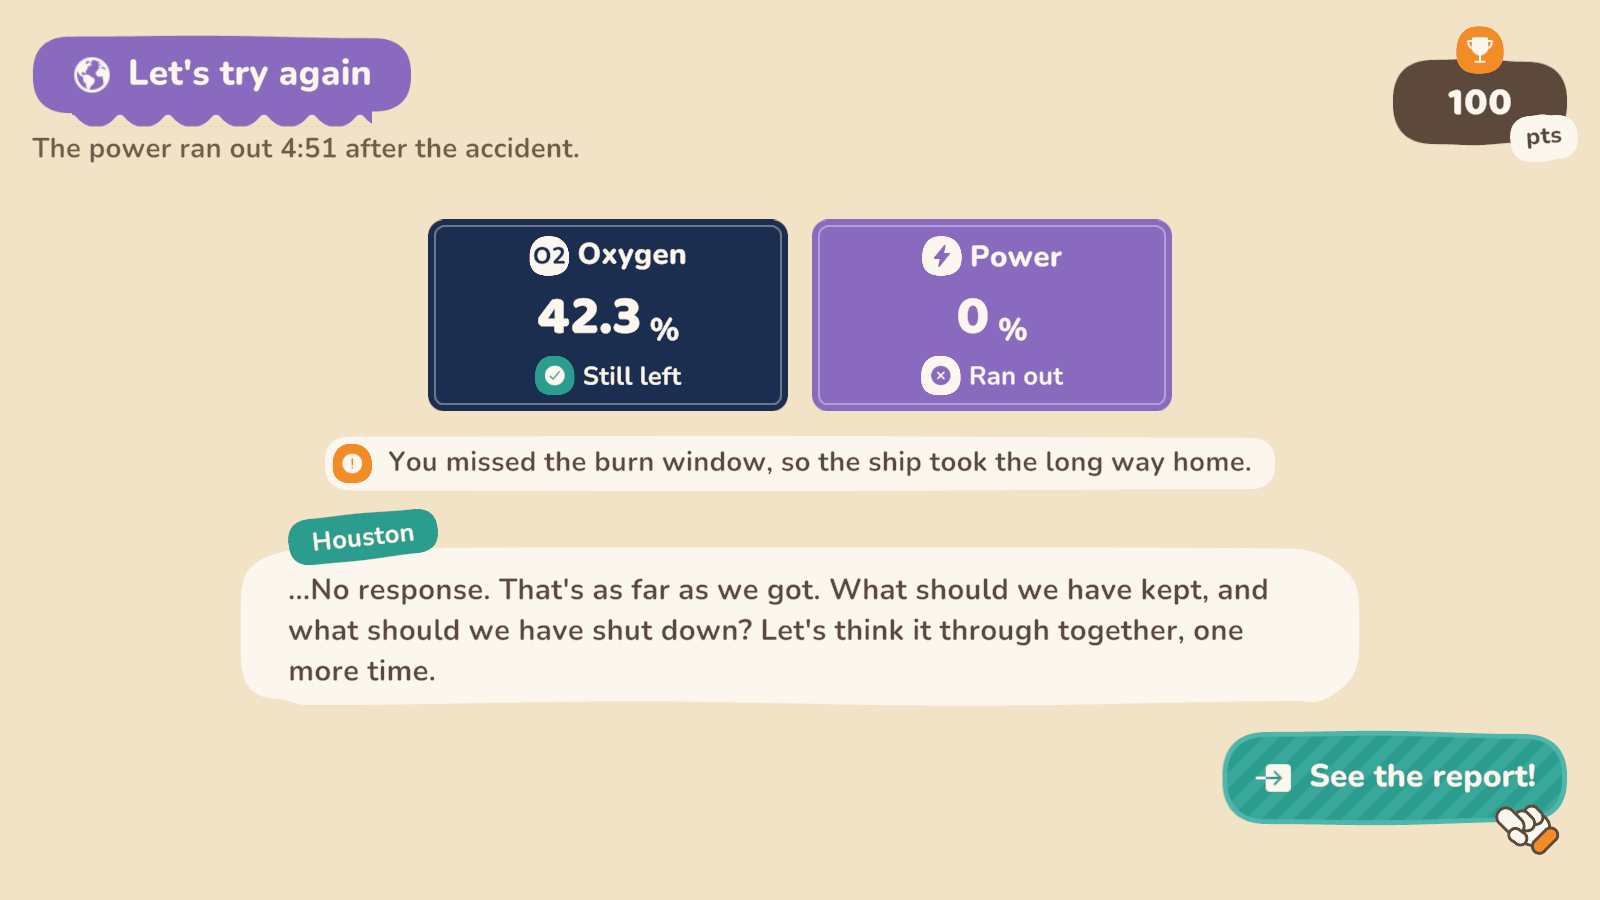 Let's try again
100
pts
The power ran out 4:51 after the accident.
O2 Oxygen
42.3 %
Still left
Power
0 %
Ran out
You missed the burn window, so the ship took the long way home.
Houston
...No response. That's as far as we got. What should we have kept, and
what should we have shut down? Let's think it through together, one
more time.
See the report!